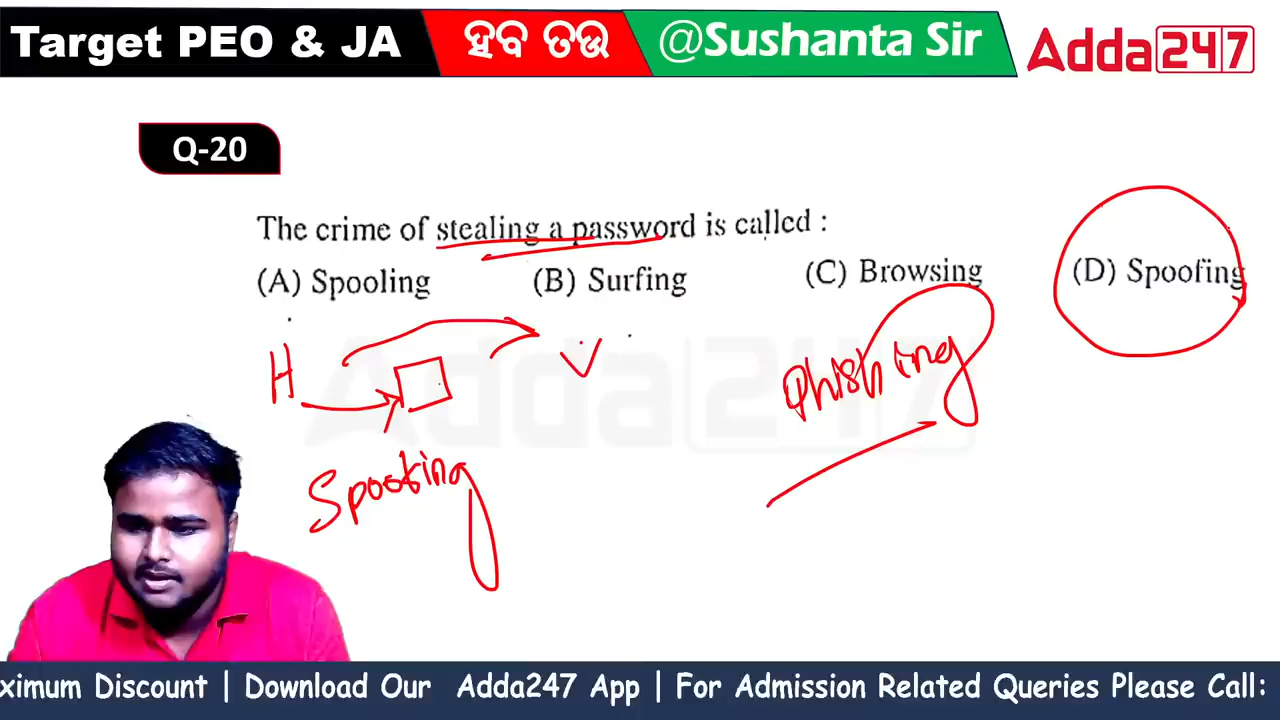 Target PEO & JA ହବ ତଉ @Sushanta Sir Adda247
Q-20
The crime of stealing a password is called :
(A) Spooling (B) Surfing (C) Browsing (D) Spoofing
H V Phishing
Adda247
Spoofing
ximum Discount | Download Our Adda247 App | For Admission Related Queries Please Call: